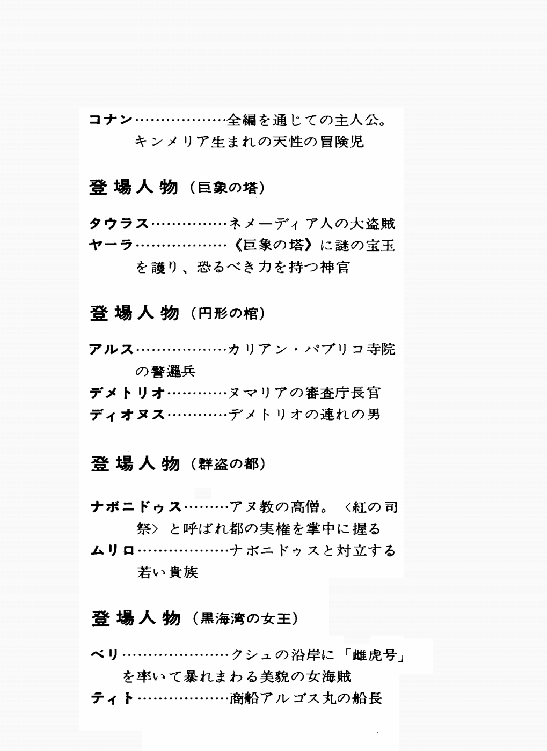 コナン………………全編を通じての主人公。
キンメリア生まれの天性の冒険児
登場人物（巨象の塔）
タウラス……………ネメーディア人の大盗賊
ヤーラ………………《巨象の塔》に謎の宝玉
を護り、恐るべき力を持つ神官
登場人物（円形の棺）
アルス………………カリアン・パブリコ寺院
の警邏兵
デメトリオ…………ヌマリアの審査庁長官
ディオヌス…………デメトリオの連れの男
登場人物（群盗の都）
ナボニドゥス………アヌ教の高僧。〈紅の司
祭〉と呼ばれ都の実権を掌中に握る
ムリロ………………ナボニドゥスと対立する
若い貴族
登場人物（黒海湾の女王）
ベリ…………………クシュの沿岸に「雌虎号」
を率いて暴れまわる美貌の女海賊
ティト………………商船アルゴス丸の船長